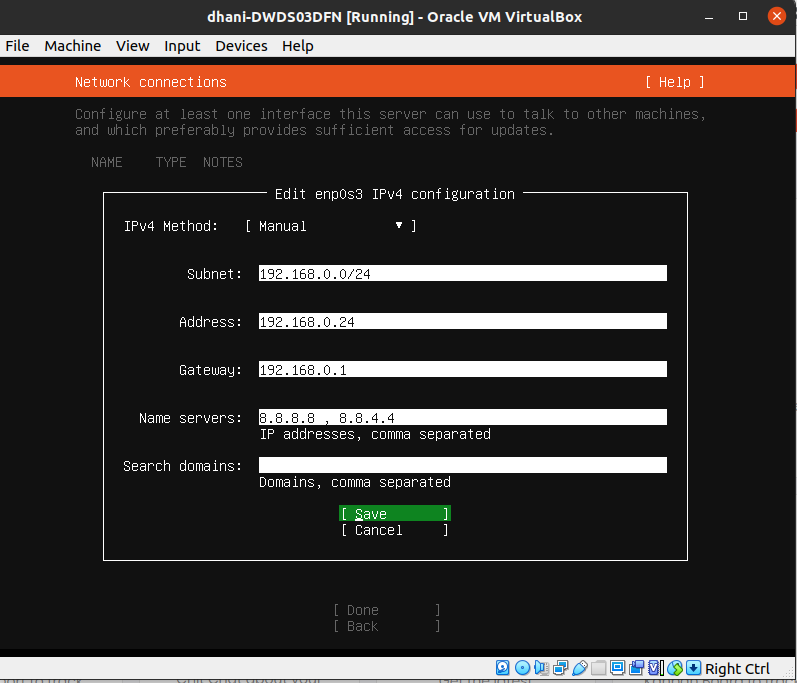 dhani-DWDS03DFN [Running] - Oracle VM VirtualBox
File Machine View Input Devices Help
Network connections [ Help ]
Configure at least one interface this server can use to talk to other machines,
and which preferably provides sufficient access for updates.
NAME TYPE NOTES
Edit enp0s3 IPv4 configuration
IPv4 Method: [ Manual ▾ ]
Subnet: 192.168.0.0/24
Address: 192.168.0.24
Gateway: 192.168.0.1
Name servers: 8.8.8.8 , 8.8.4.4
IP addresses, comma separated
Search domains:
Domains, comma separated
[ Save ]
[ Cancel ]
[ Done ]
[ Back ]
Right Ctrl